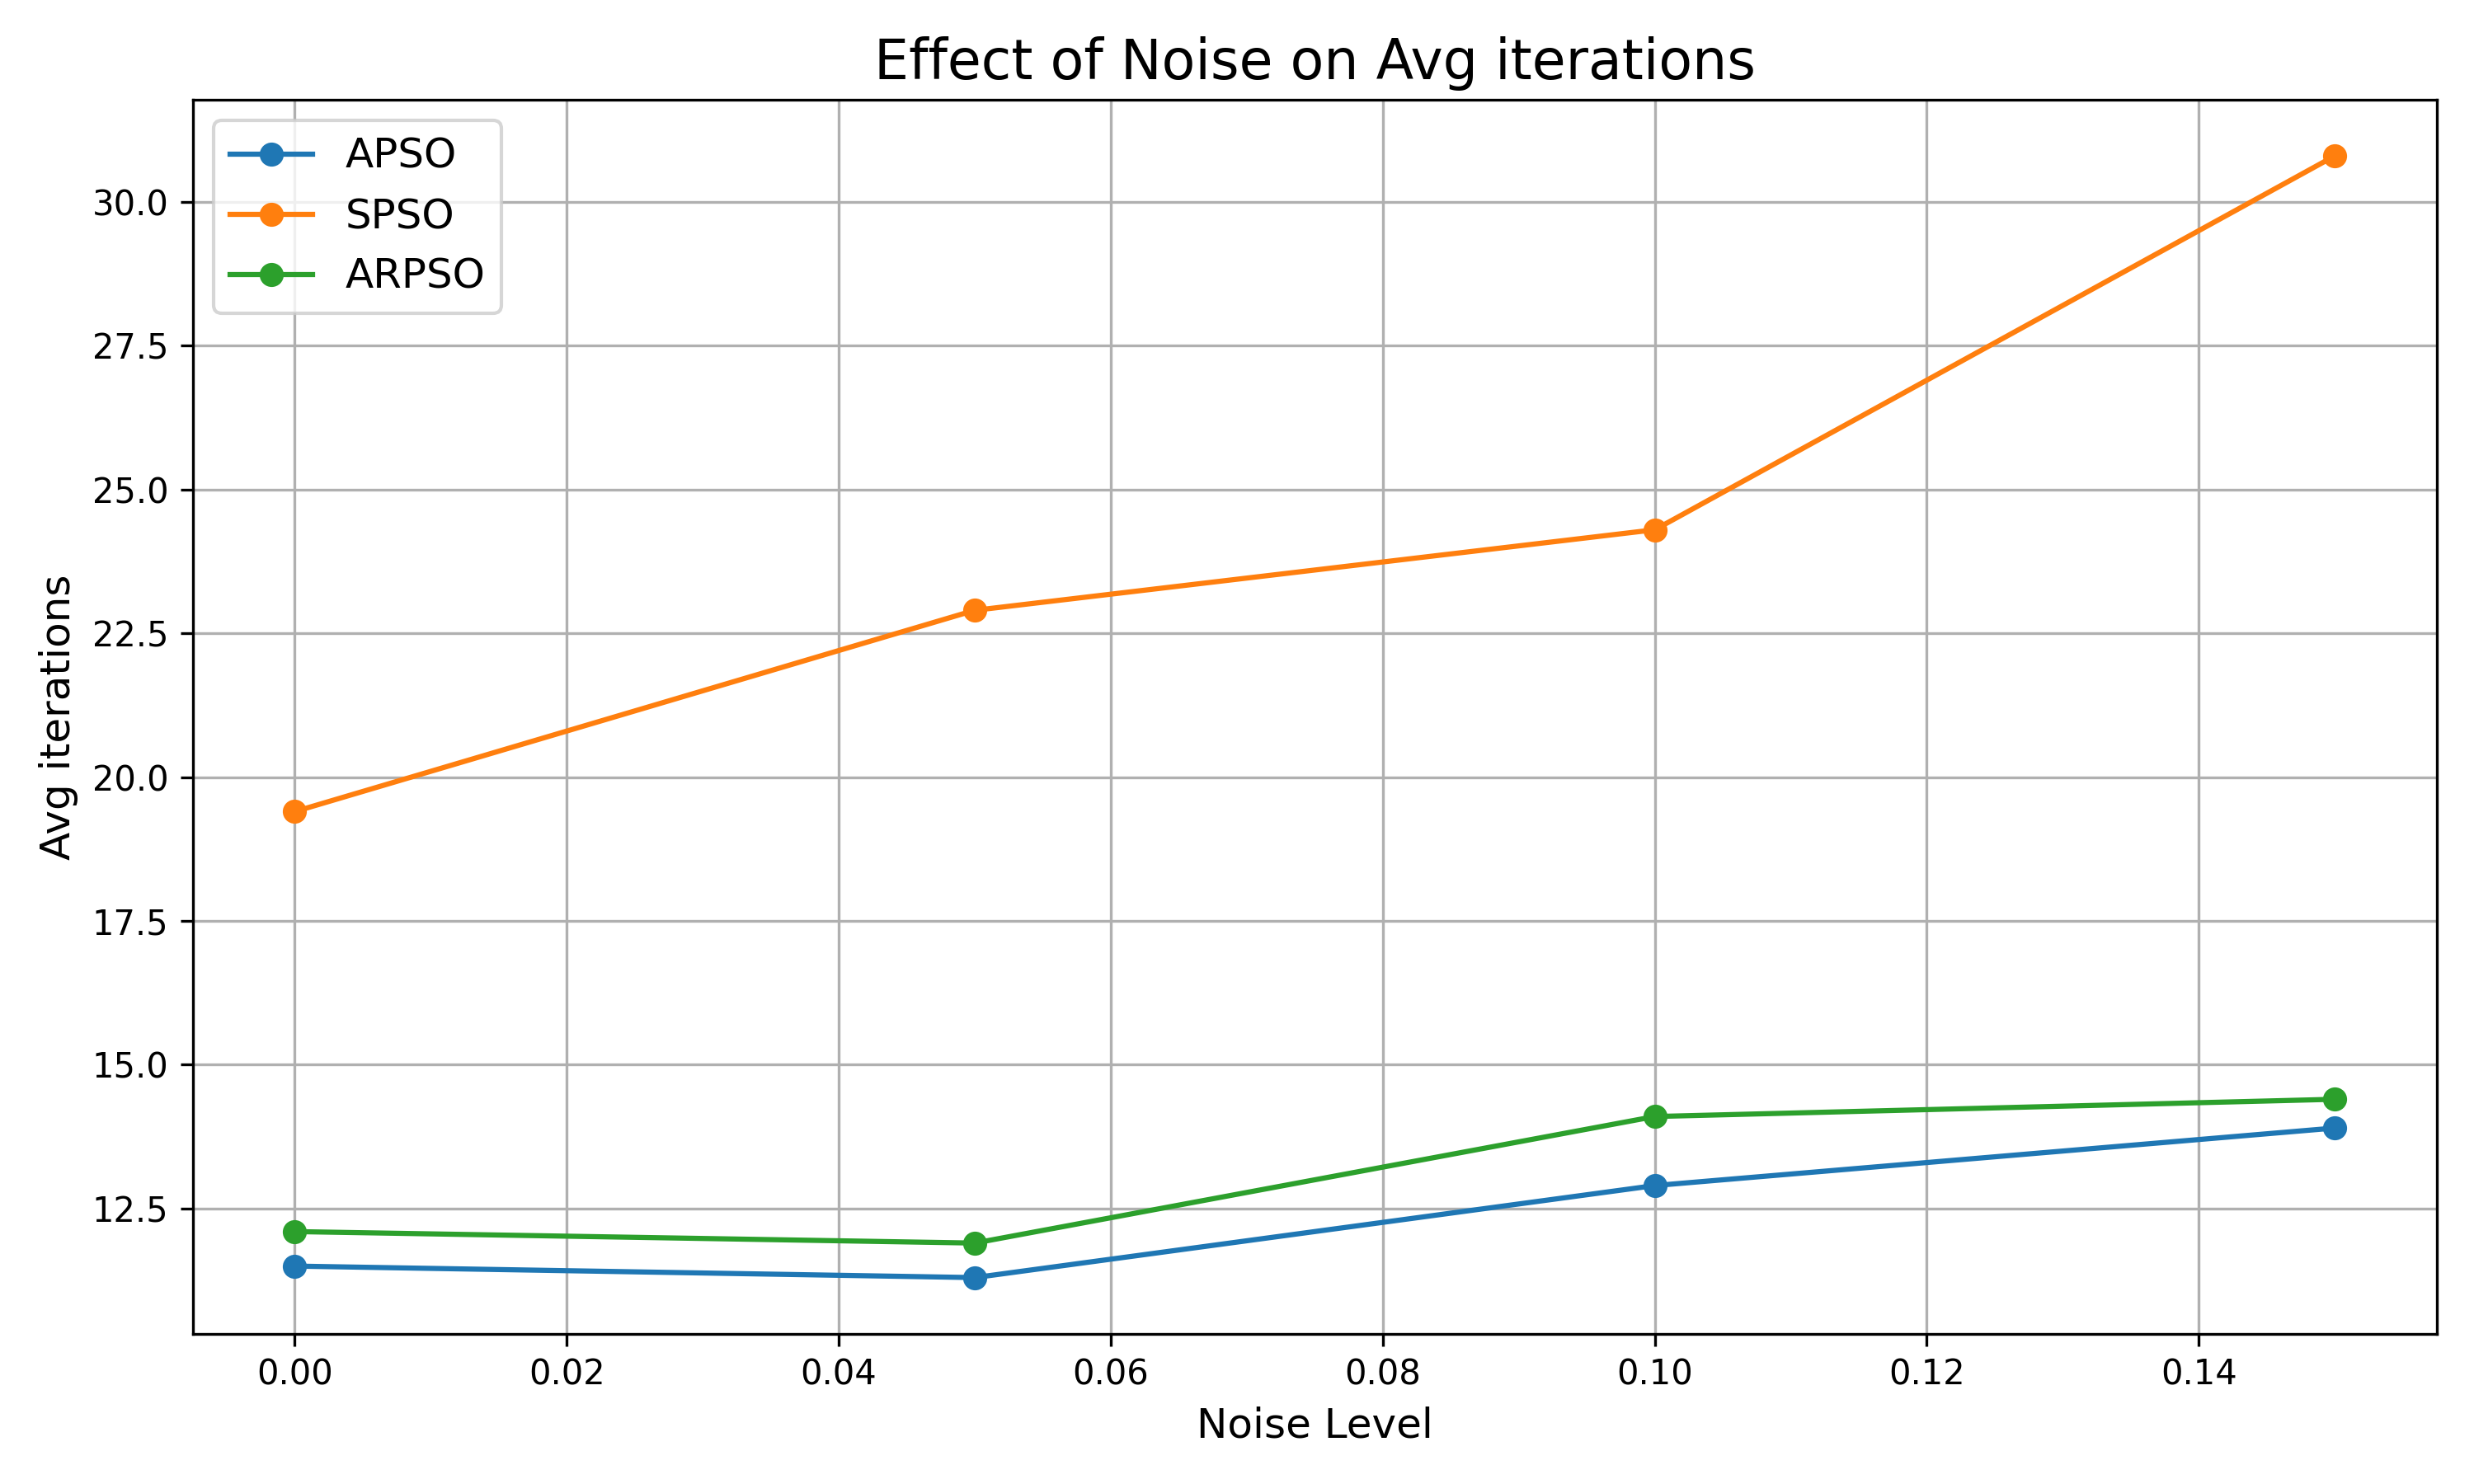 Effect of Noise on Avg iterations
APSO
SPSO
ARPSO
30.0
27.5
25.0
22.5
20.0
17.5
15.0
12.5
Avg iterations
0.00 0.02 0.04 0.06 0.08 0.10 0.12 0.14
Noise Level